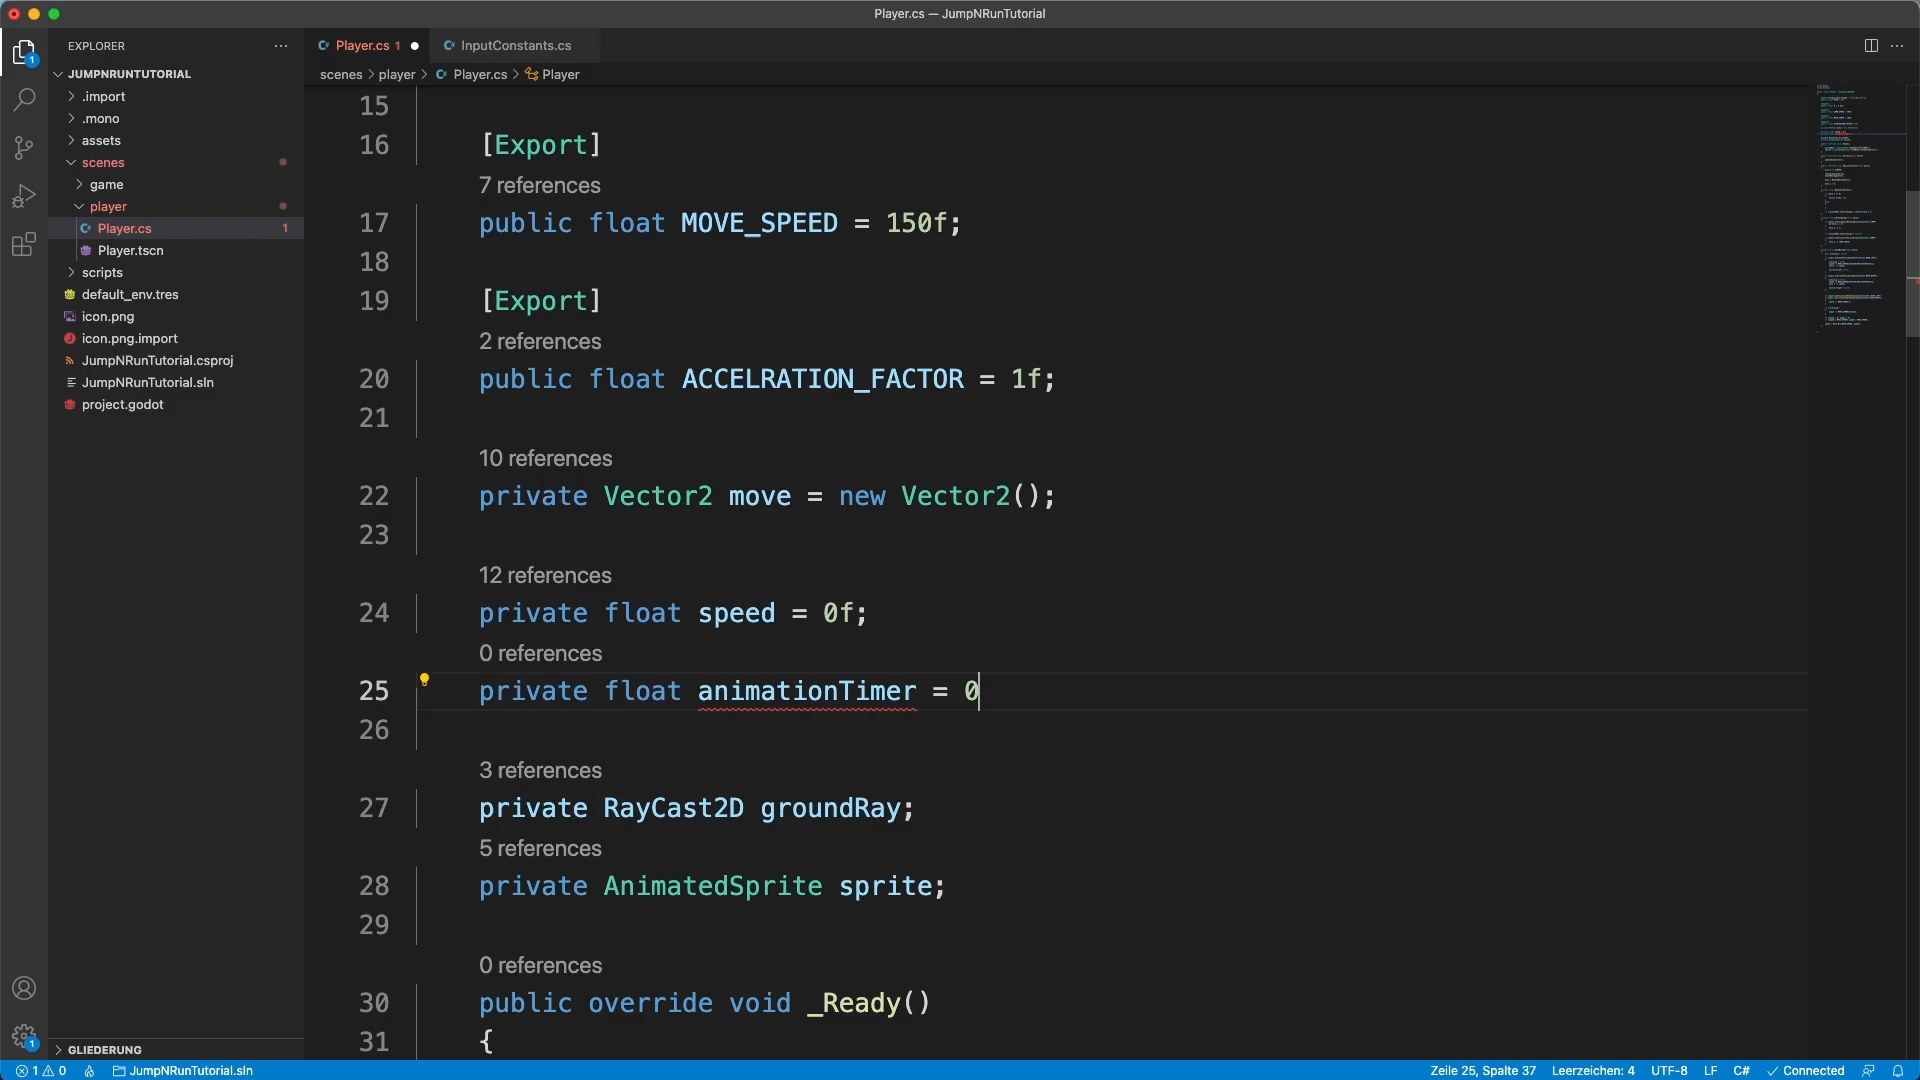 Player.cs — JumpNRunTutorial
EXPLORER
Player.cs 1
InputConstants.cs
JUMPNRUNTUTORIAL
scenes > player > Player.cs > Player
.import
.mono
assets
scenes
game
player
Player.cs 1
Player.tscn
scripts
default_env.tres
icon.png
icon.png.import
JumpNRunTutorial.csproj
JumpNRunTutorial.sln
project.godot
GLIEDERUNG
1
1
15
16 [Export]
7 references
17 public float MOVE_SPEED = 150f;
18
19 [Export]
2 references
20 public float ACCELRATION_FACTOR = 1f;
21
10 references
22 private Vector2 move = new Vector2();
23
12 references
24 private float speed = 0f;
0 references
25 private float animationTimer = 0
26
3 references
27 private RayCast2D groundRay;
5 references
28 private AnimatedSprite sprite;
29
0 references
30 public override void _Ready()
31 {
1 0 JumpNRunTutorial.sln
Zeile 25, Spalte 37 Leerzeichen: 4 UTF-8 LF C# Connected